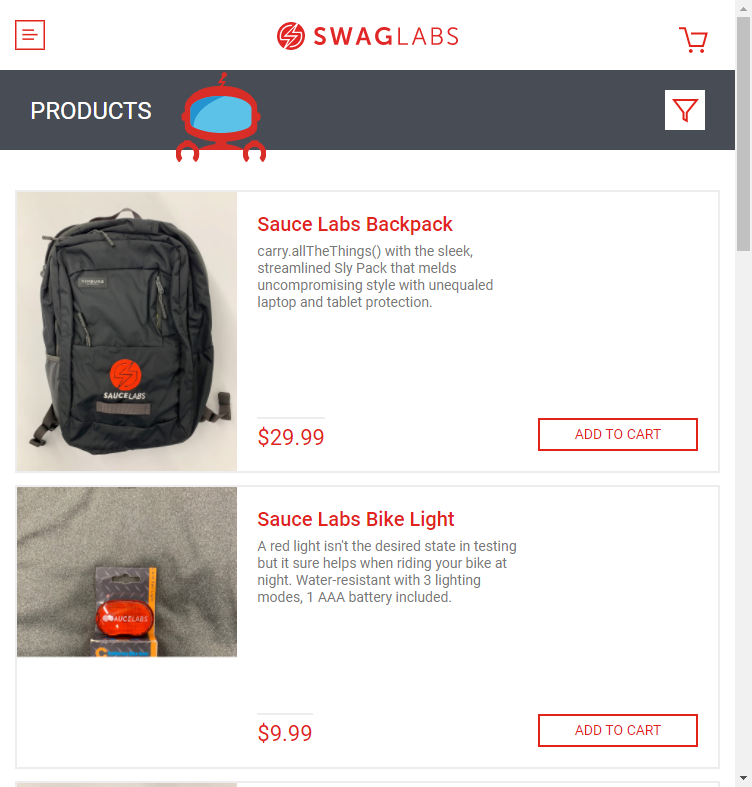 SWAGLABS
PRODUCTS
Sauce Labs Backpack
carry.allTheThings() with the sleek,
streamlined Sly Pack that melds
uncompromising style with unequaled
laptop and tablet protection.
SAUCELABS
$29.99
ADD TO CART
Sauce Labs Bike Light
A red light isn't the desired state in testing
but it sure helps when riding your bike at
night. Water-resistant with 3 lighting
modes, 1 AAA battery included.
SAUCELABS
$9.99
ADD TO CART